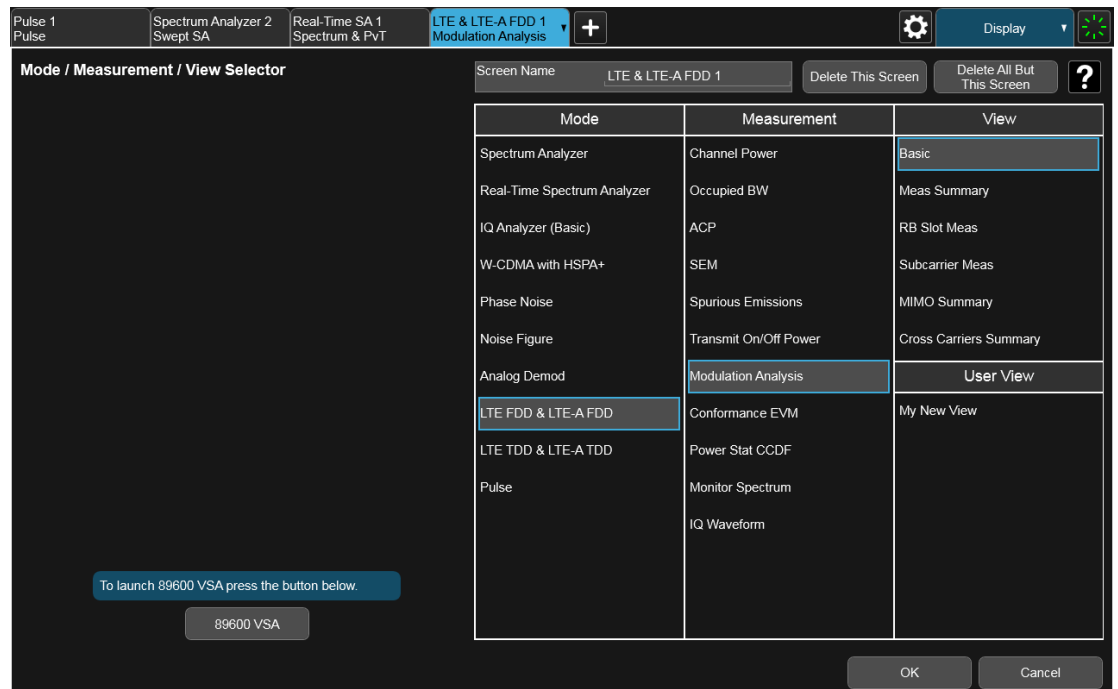 Pulse 1
Pulse
Spectrum Analyzer 2
Swept SA
Real-Time SA 1
Spectrum & PvT
LTE & LTE-A FDD 1
Modulation Analysis
Display
Mode / Measurement / View Selector
Screen Name
LTE & LTE-A FDD 1
Delete This Screen
Delete All But
This Screen
?
Mode
Measurement
View
Spectrum Analyzer
Channel Power
Basic
Real-Time Spectrum Analyzer
Occupied BW
Meas Summary
IQ Analyzer (Basic)
ACP
RB Slot Meas
W-CDMA with HSPA+
SEM
Subcarrier Meas
Phase Noise
Spurious Emissions
MIMO Summary
Noise Figure
Transmit On/Off Power
Cross Carriers Summary
Analog Demod
Modulation Analysis
User View
LTE FDD & LTE-A FDD
Conformance EVM
My New View
LTE TDD & LTE-A TDD
Power Stat CCDF
Pulse
Monitor Spectrum
IQ Waveform
To launch 89600 VSA press the button below.
89600 VSA
OK
Cancel